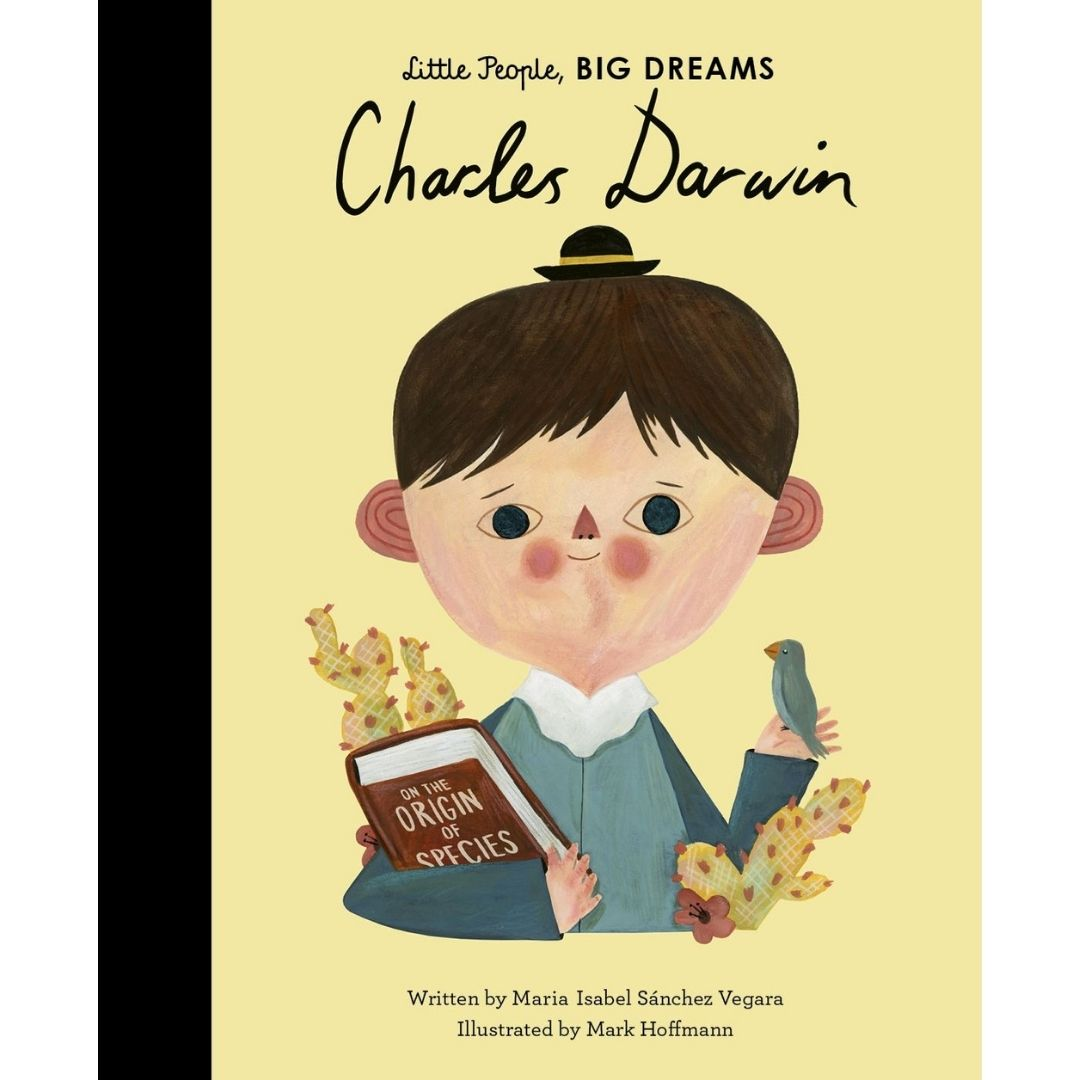 Little People, BIG DREAMS
Charles Darwin
ON THE
ORIGIN
OF
SPECIES
Written by Maria Isabel Sánchez Vegara
Illustrated by Mark Hoffmann